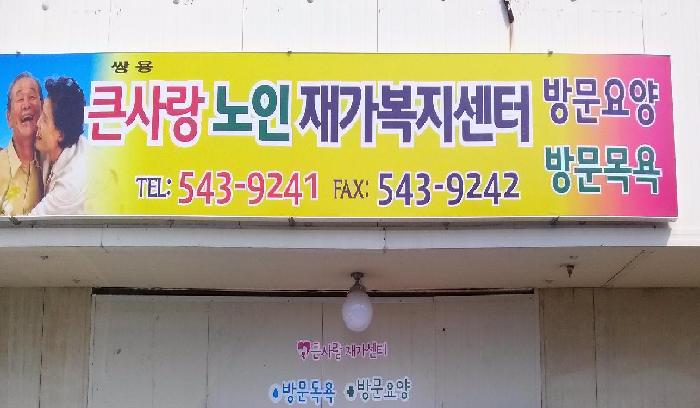 쌍용
큰사랑 노인 재가복지센터
방문요양
TEL: 543-9241 FAX: 543-9242
방문목욕
큰사랑 재가센터
방문목욕 방문요양